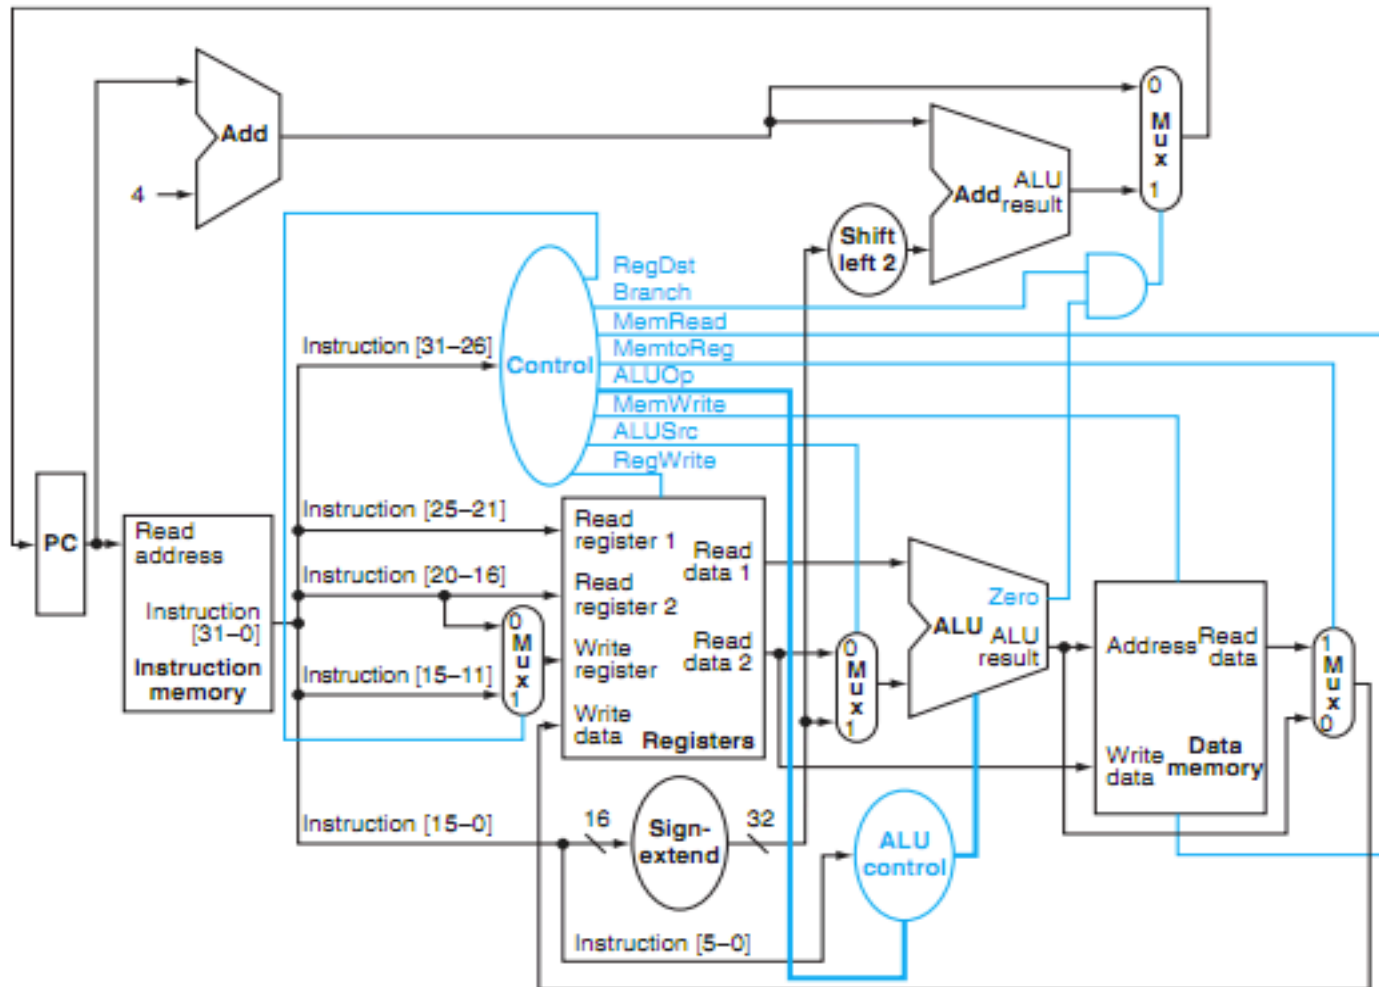 0
M
u
x
1
Add
4
Add
ALU
result
Shift
left 2
RegDst
Branch
MemRead
MemtoReg
ALUOp
MemWrite
ALUSrc
RegWrite
Control
Instruction [31–26]
Instruction [25–21]
Instruction [20–16]
Instruction [15–11]
Instruction [15–0]
Instruction [5–0]
PC
Read
address
Instruction
[31–0]
Instruction
memory
0
M
u
x
1
Read
register 1
Read
register 2
Write
register
Write
data
Read
data 1
Read
data 2
Registers
0
M
u
x
1
Zero
ALU
ALU
result
Address
Read
data
Write
data
Data
memory
1
M
u
x
0
16
Sign-
extend
32
ALU
control